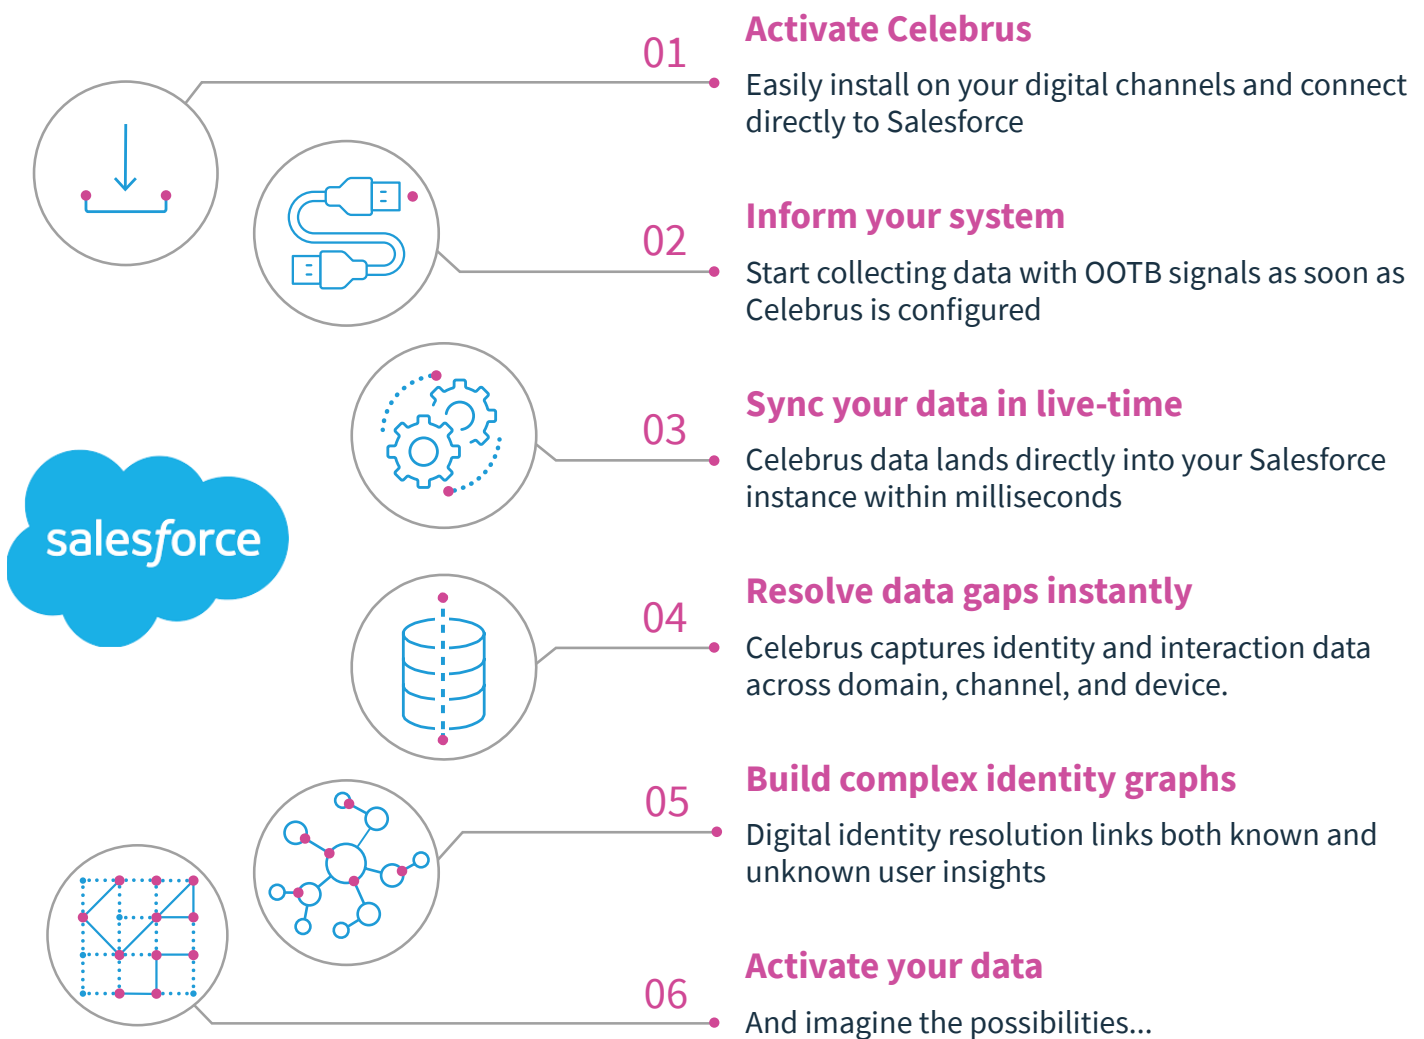 01
Activate Celebrus
Easily install on your digital channels and connect
directly to Salesforce
02
Inform your system
Start collecting data with OOTB signals as soon as
Celebrus is configured
03
Sync your data in live-time
Celebrus data lands directly into your Salesforce
instance within milliseconds
salesforce
04
Resolve data gaps instantly
Celebrus captures identity and interaction data
across domain, channel, and device.
05
Build complex identity graphs
Digital identity resolution links both known and
unknown user insights
06
Activate your data
And imagine the possibilities...